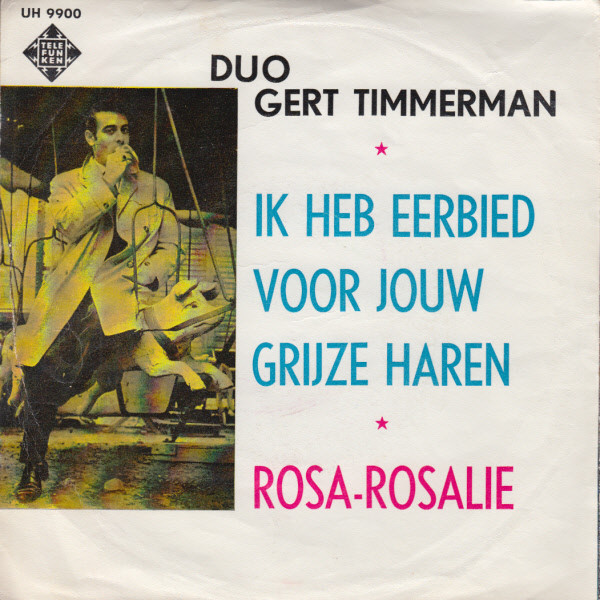 UH 9900
TELE
FUN
KEN
DUO
GERT TIMMERMAN
IK HEB EERBIED
VOOR JOUW
GRIJZE HAREN
ROSA-ROSALIE